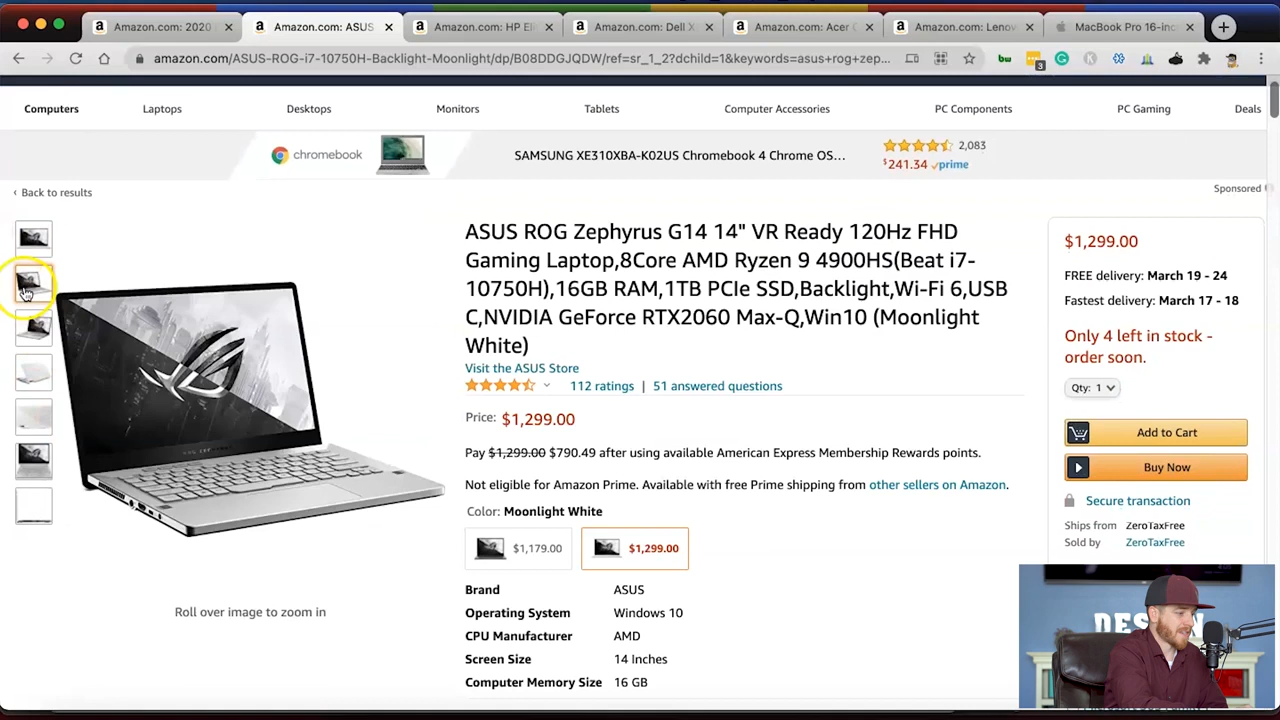 Amazon.com: 2020
Amazon.com: ASUS
Amazon.com: HP Eli
Amazon.com: Dell X
Amazon.com: Acer C
Amazon.com: Lenov
MacBook Pro 16-inc
amazon.com/ASUS-ROG-i7-10750H-Backlight-Moonlight/dp/B08DDGJQDW/ref=sr_1_2?dchild=1&keywords=asus+rog+zep...
3
Computers
Laptops
Desktops
Monitors
Tablets
Computer Accessories
PC Components
PC Gaming
Deals
chromebook
SAMSUNG XE310XBA-K02US Chromebook 4 Chrome OS...
2,083
$241.34 prime
‹ Back to results
Sponsored
ASUS ROG Zephyrus G14 14" VR Ready 120Hz FHD
Gaming Laptop,8Core AMD Ryzen 9 4900HS(Beat i7-
10750H),16GB RAM,1TB PCIe SSD,Backlight,Wi-Fi 6,USB
C,NVIDIA GeForce RTX2060 Max-Q,Win10 (Moonlight
White)
Visit the ASUS Store
112 ratings | 51 answered questions
Price: $1,299.00
Pay $1,299.00 $790.49 after using available American Express Membership Rewards points.
Not eligible for Amazon Prime. Available with free Prime shipping from other sellers on Amazon.
Color: Moonlight White
$1,179.00
$1,299.00
Brand ASUS
Operating System Windows 10
CPU Manufacturer AMD
Screen Size 14 Inches
Computer Memory Size 16 GB
Roll over image to zoom in
$1,299.00
FREE delivery: March 19 - 24
Fastest delivery: March 17 - 18
Only 4 left in stock -
order soon.
Qty: 1
Add to Cart
Buy Now
Secure transaction
Ships from ZeroTaxFree
Sold by ZeroTaxFree